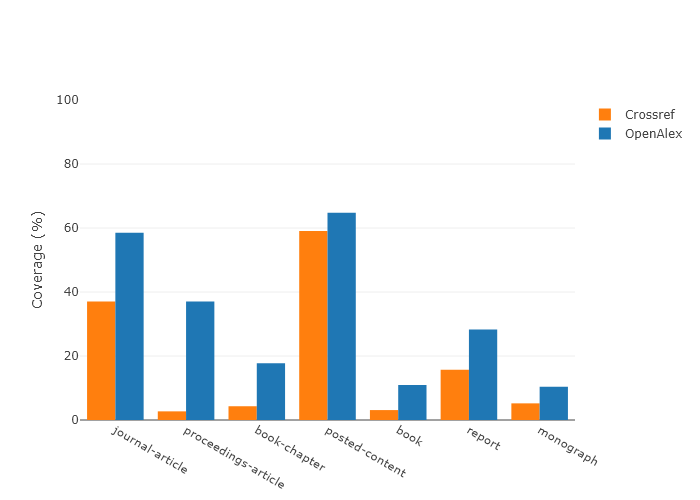 100
80
60
40
20
0
Coverage (%)
journal-article
proceedings-article
book-chapter
posted-content
book
report
monograph
Crossref
OpenAlex